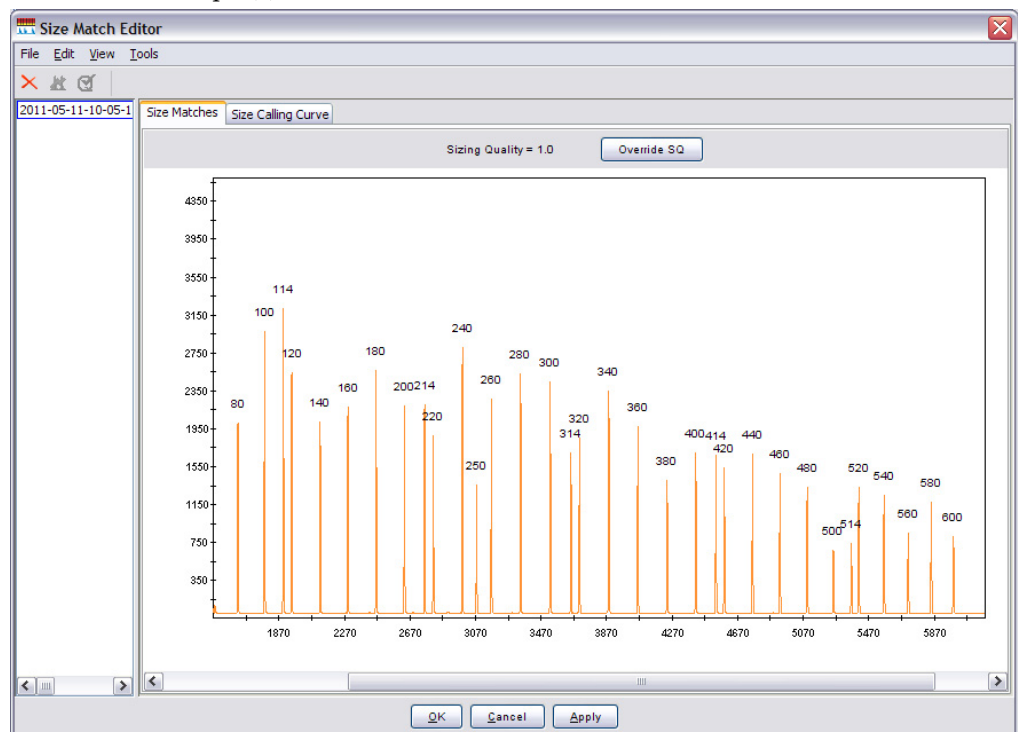 Size Match Editor
File Edit View Tools
2011-05-11-10-05-1
Size Matches Size Calling Curve
Sizing Quality = 1.0 Override SQ
4350
3950
3550
3150
2750
2350
1950
1550
1150
750
350
80 100 114 120 140 160 180 200 214 220 240 250 260 280 300 314 320 340 360 380 400 414 420 440 460 480 500 514 520 540 560 580 600
1870 2270 2670 3070 3470 3870 4270 4670 5070 5470 5870
OK Cancel Apply